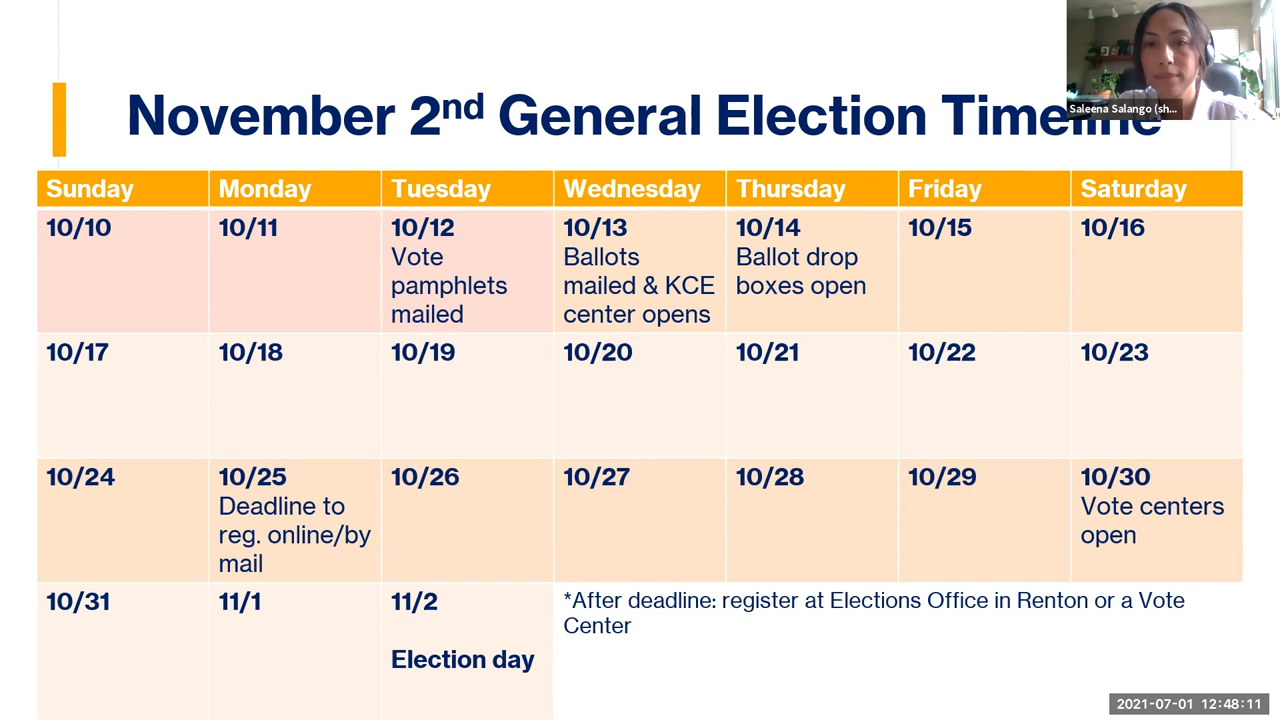 Saleena Salango (sh...
November 2nd General Election Timeline
Sunday
Monday
Tuesday
Wednesday
Thursday
Friday
Saturday
10/10
10/11
10/12
Vote
pamphlets
mailed
10/13
Ballots
mailed & KCE
center opens
10/14
Ballot drop
boxes open
10/15
10/16
10/17
10/18
10/19
10/20
10/21
10/22
10/23
10/24
10/25
Deadline to
reg. online/by
mail
10/26
10/27
10/28
10/29
10/30
Vote centers
open
10/31
11/1
11/2
Election day
*After deadline: register at Elections Office in Renton or a Vote
Center
2021-07-01 12:48:11